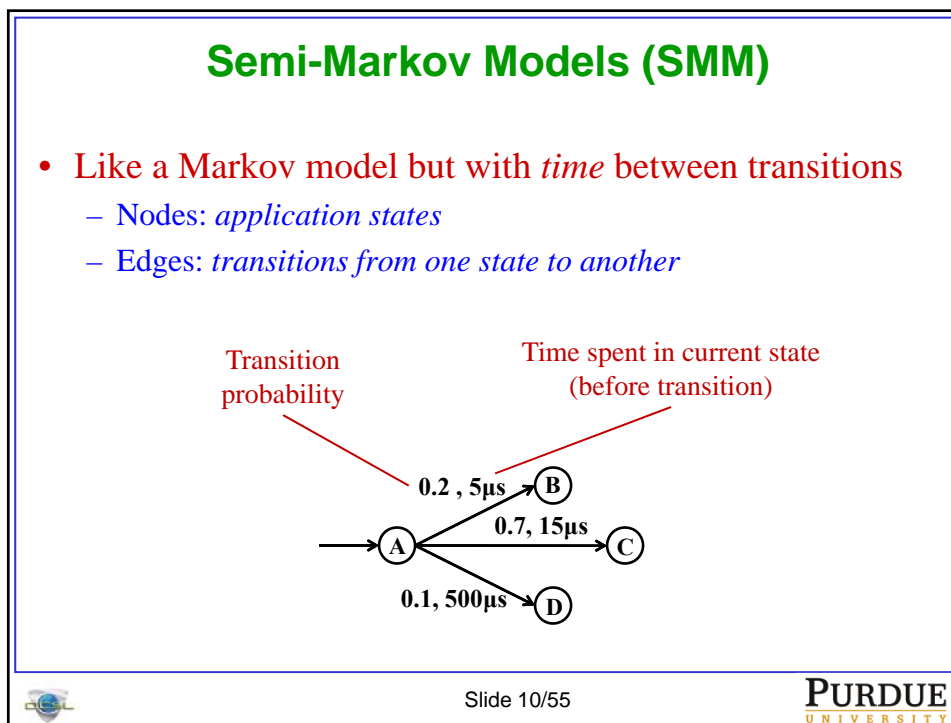 Semi-Markov Models (SMM)
• Like a Markov model but with time between transitions
– Nodes: application states
– Edges: transitions from one state to another
Transition
probability
Time spent in current state
(before transition)
0.2 , 5μs
B
0.7, 15μs
A
C
0.1, 500μs
D
Slide 10/55
PURDUE
UNIVERSITY